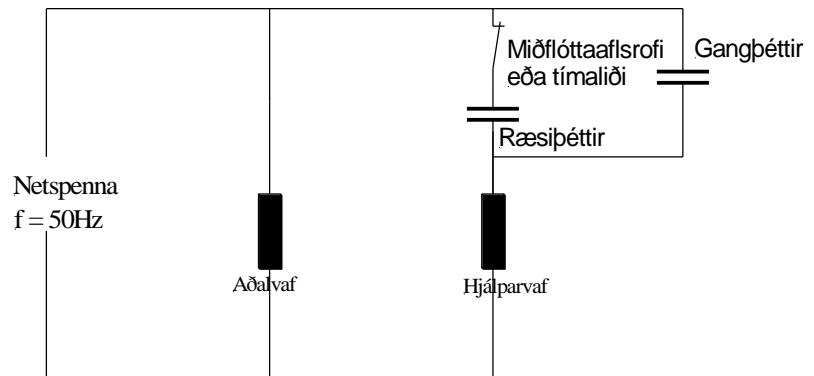 Miðflóttaaflsrofi
eða tímaliði
Gangþéttir
Ræsiþéttir
Netspenna
f = 50Hz
Aðalvaf
Hjálparvaf